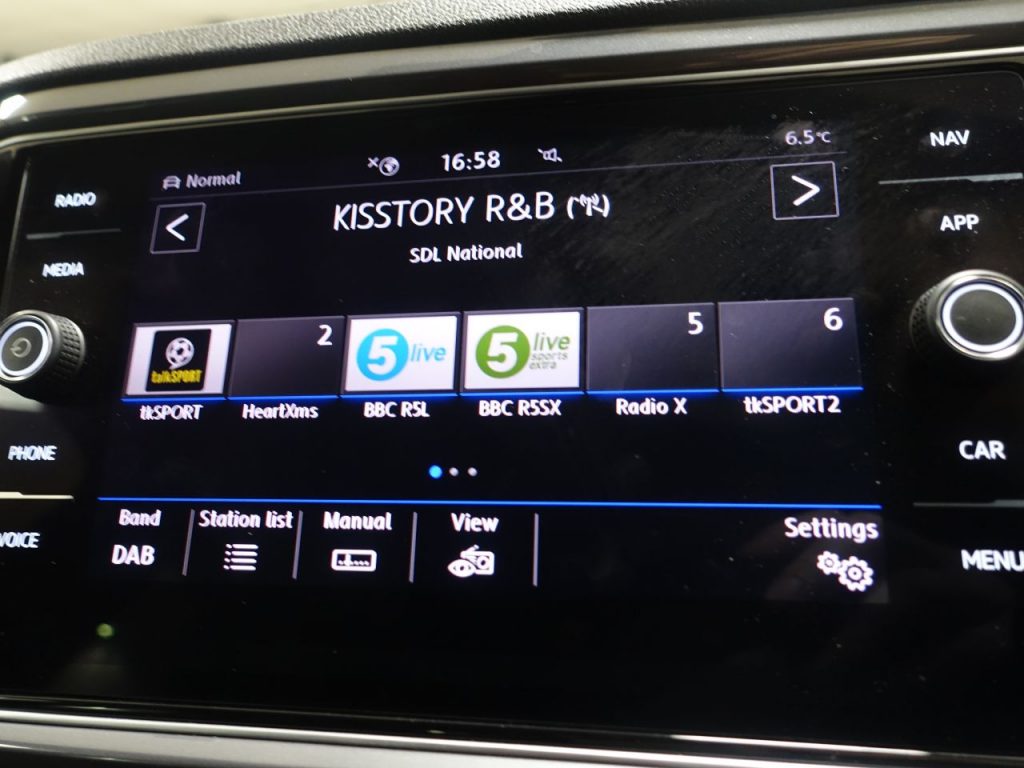 RADIO
MEDIA
PHONE
VOICE
Normal
16:58
6.5°C
<
KISSTORY R&B
>
SDL National
talkSPORT
2
5 live
5 live sports extra
5
6
tkSPORT
HeartXms
BBC R5L
BBC R5SX
Radio X
tkSPORT2
Band
Station list
Manual
View
Settings
DAB
NAV
APP
CAR
MENU